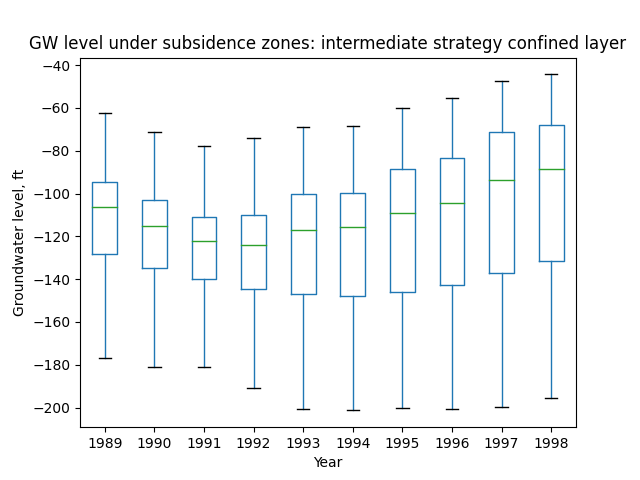 GW level under subsidence zones: intermediate strategy confined layer
Groundwater level, ft
−40
−60
−80
−100
−120
−140
−160
−180
−200
1989 1990 1991 1992 1993 1994 1995 1996 1997 1998
Year